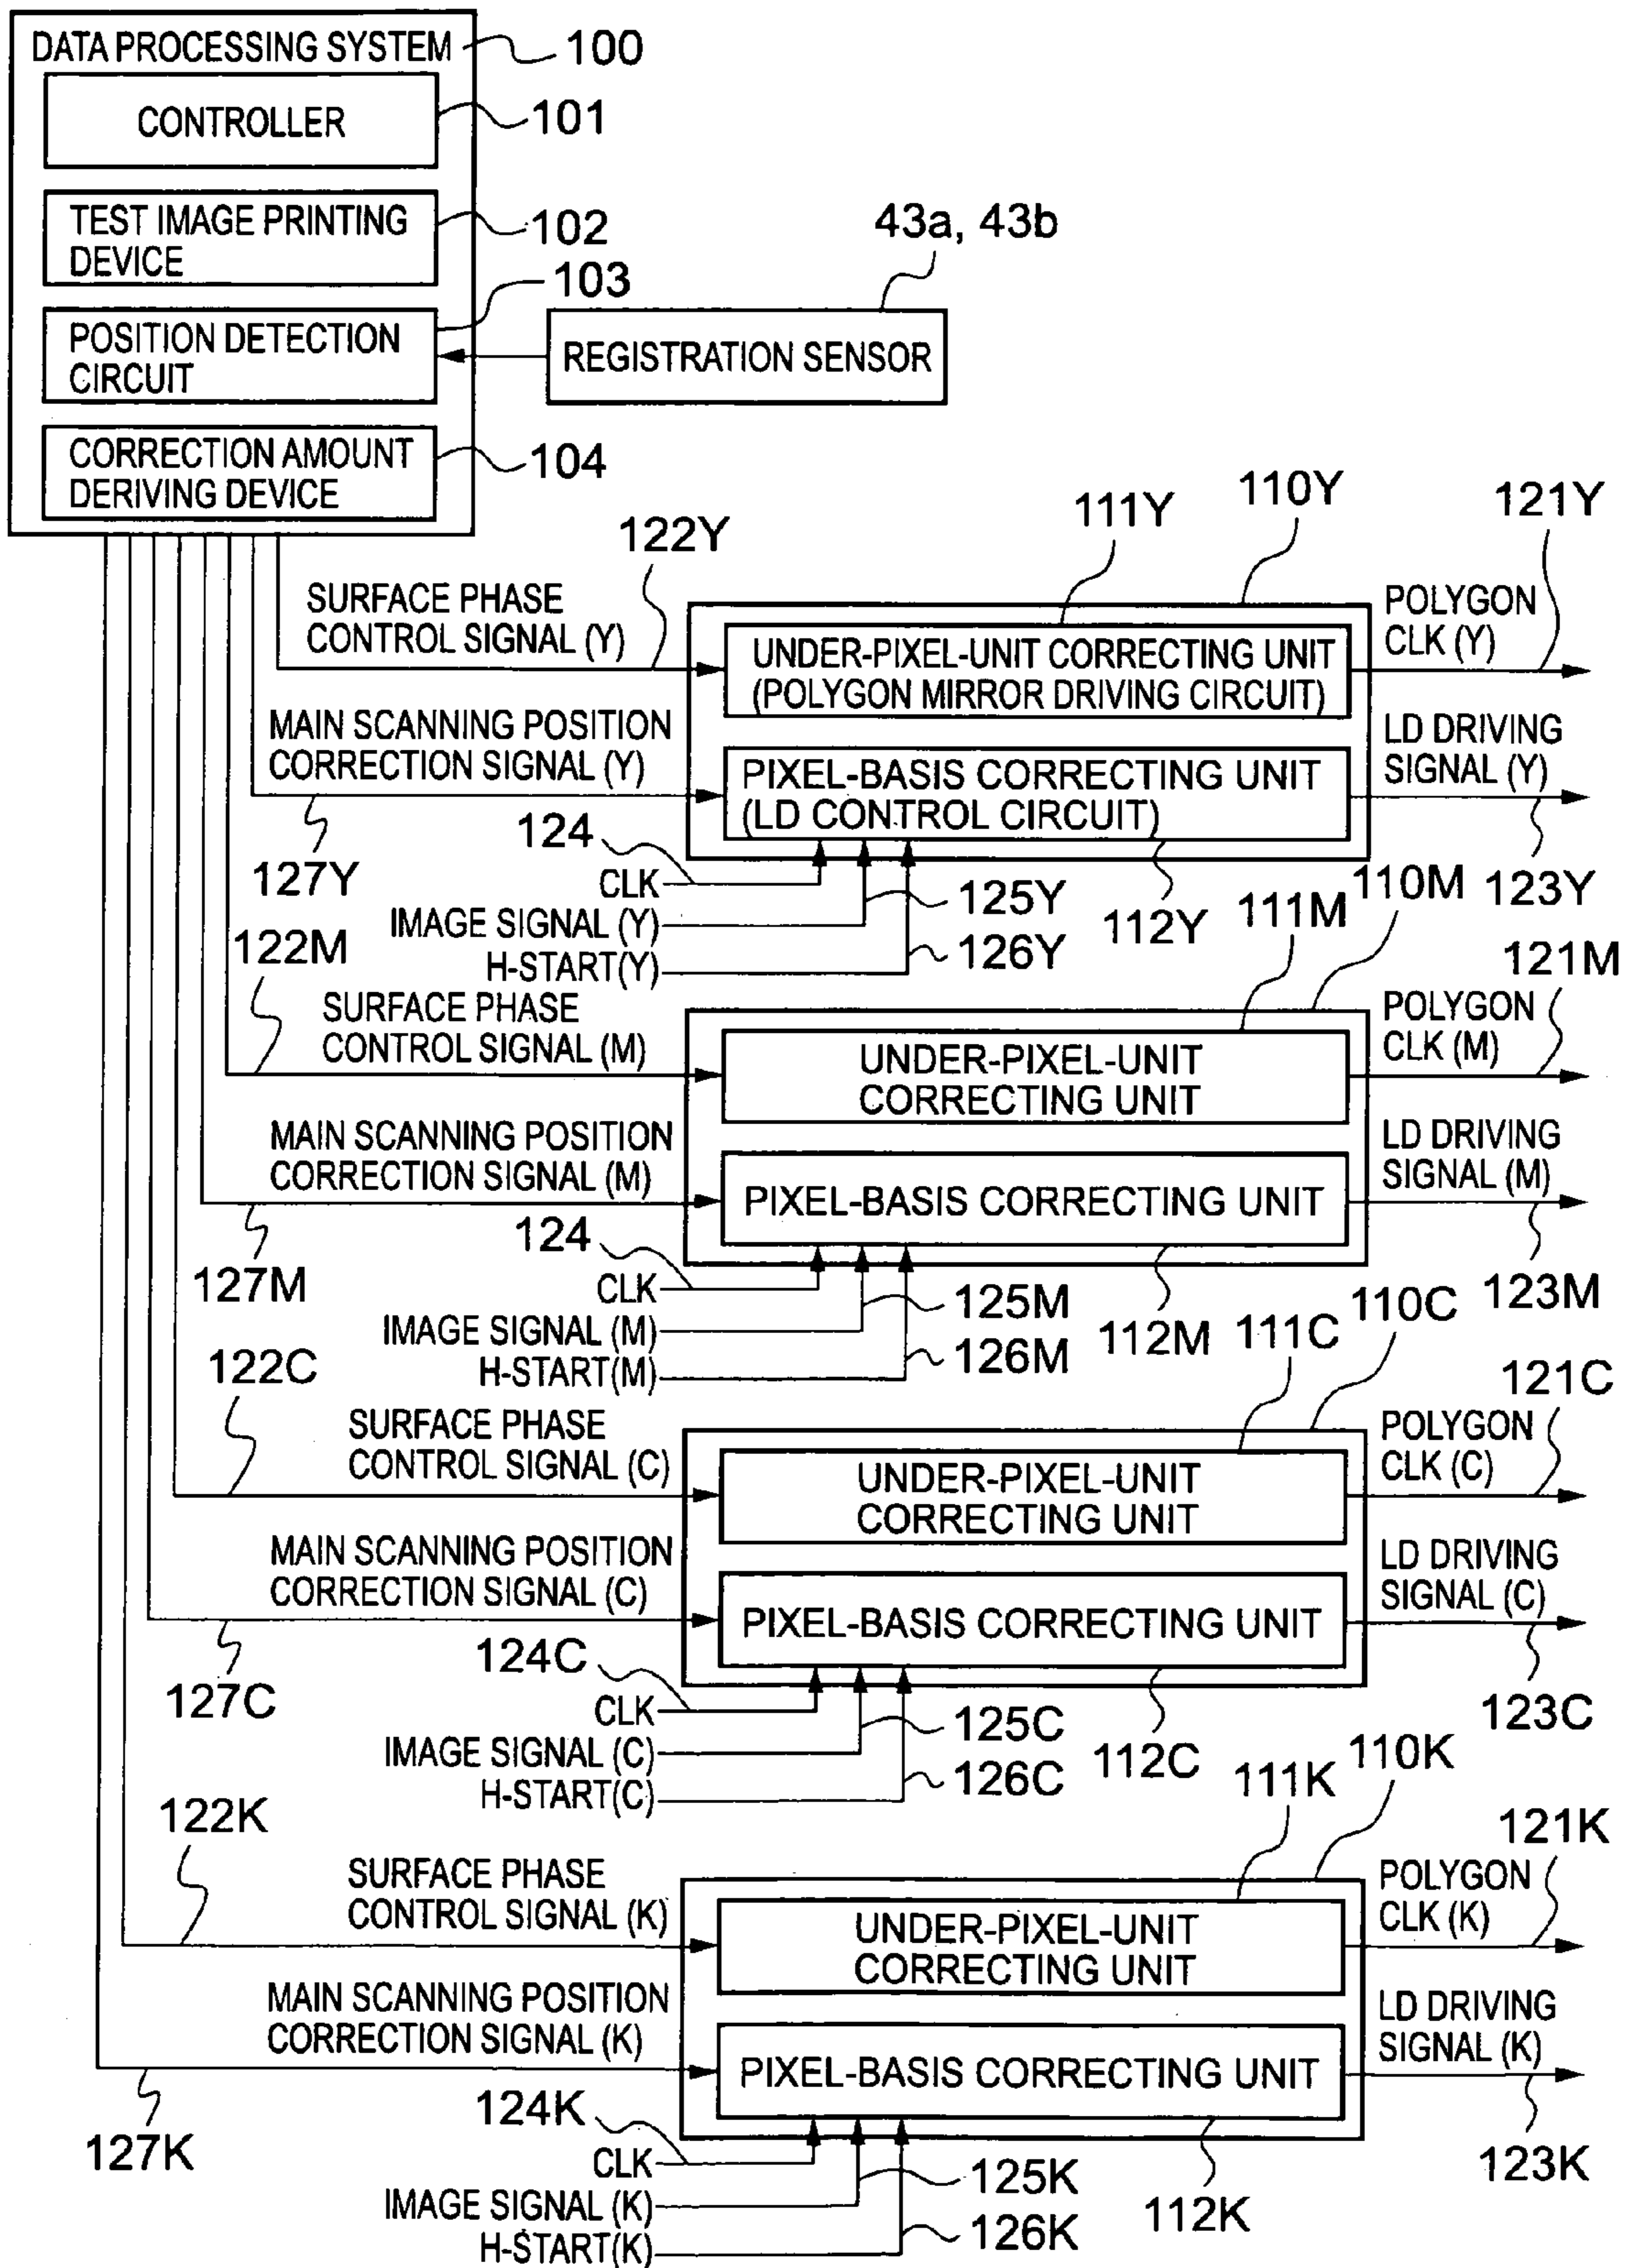 DATA PROCESSING SYSTEM
100
CONTROLLER
101
TEST IMAGE PRINTING
DEVICE
102
103
POSITION DETECTION
CIRCUIT
43a, 43b
REGISTRATION SENSOR
CORRECTION AMOUNT
DERIVING DEVICE
104
122Y
111Y
110Y
121Y
SURFACE PHASE
CONTROL SIGNAL (Y)
UNDER-PIXEL-UNIT CORRECTING UNIT
(POLYGON MIRROR DRIVING CIRCUIT)
POLYGON
CLK (Y)
MAIN SCANNING POSITION
CORRECTION SIGNAL (Y)
PIXEL-BASIS CORRECTING UNIT
(LD CONTROL CIRCUIT)
LD DRIVING
SIGNAL (Y)
127Y
124
CLK
IMAGE SIGNAL (Y)
H-START(Y)
125Y
126Y
112Y
123Y
122M
111M
110M
121M
SURFACE PHASE
CONTROL SIGNAL (M)
UNDER-PIXEL-UNIT
CORRECTING UNIT
POLYGON
CLK (M)
MAIN SCANNING POSITION
CORRECTION SIGNAL (M)
PIXEL-BASIS CORRECTING UNIT
LD DRIVING
SIGNAL (M)
127M
124
CLK
IMAGE SIGNAL (M)
H-START(M)
125M
126M
112M
123M
122C
111C
110C
121C
SURFACE PHASE
CONTROL SIGNAL (C)
UNDER-PIXEL-UNIT
CORRECTING UNIT
POLYGON
CLK (C)
MAIN SCANNING POSITION
CORRECTION SIGNAL (C)
PIXEL-BASIS CORRECTING UNIT
LD DRIVING
SIGNAL (C)
127C
124C
CLK
IMAGE SIGNAL (C)
H-START(C)
125C
126C
112C
123C
122K
111K
110K
121K
SURFACE PHASE
CONTROL SIGNAL (K)
UNDER-PIXEL-UNIT
CORRECTING UNIT
POLYGON
CLK (K)
MAIN SCANNING POSITION
CORRECTION SIGNAL (K)
PIXEL-BASIS CORRECTING UNIT
LD DRIVING
SIGNAL (K)
127K
124K
CLK
IMAGE SIGNAL (K)
H-START(K)
125K
126K
112K
123K